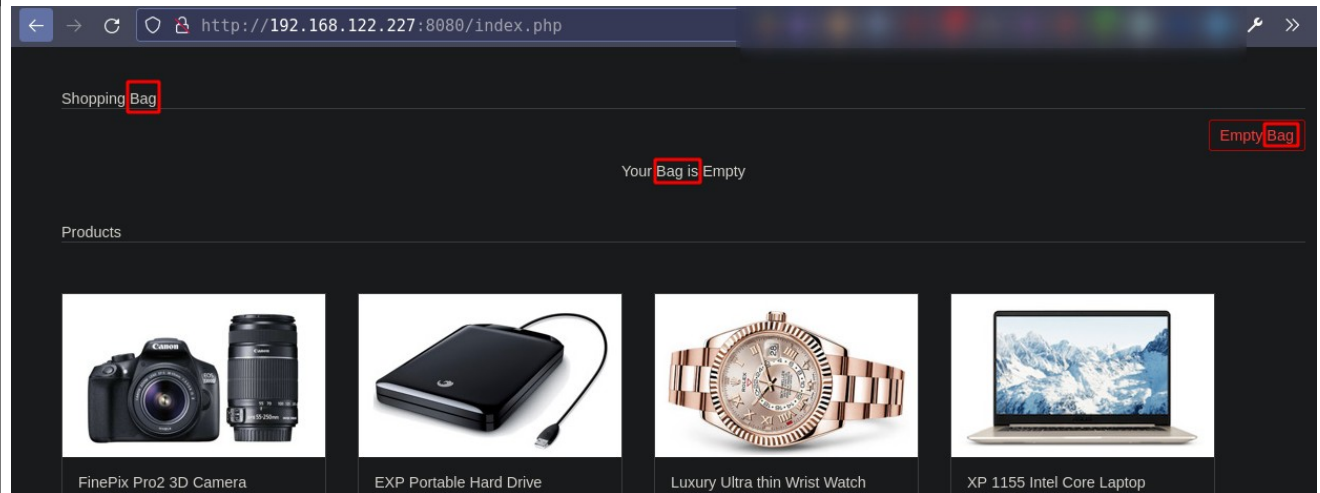 http://192.168.122.227:8080/index.php
Shopping Bag
Empty Bag
Your Bag is Empty
Products
Canon
FinePix Pro2 3D Camera
EXP Portable Hard Drive
Luxury Ultra thin Wrist Watch
XP 1155 Intel Core Laptop